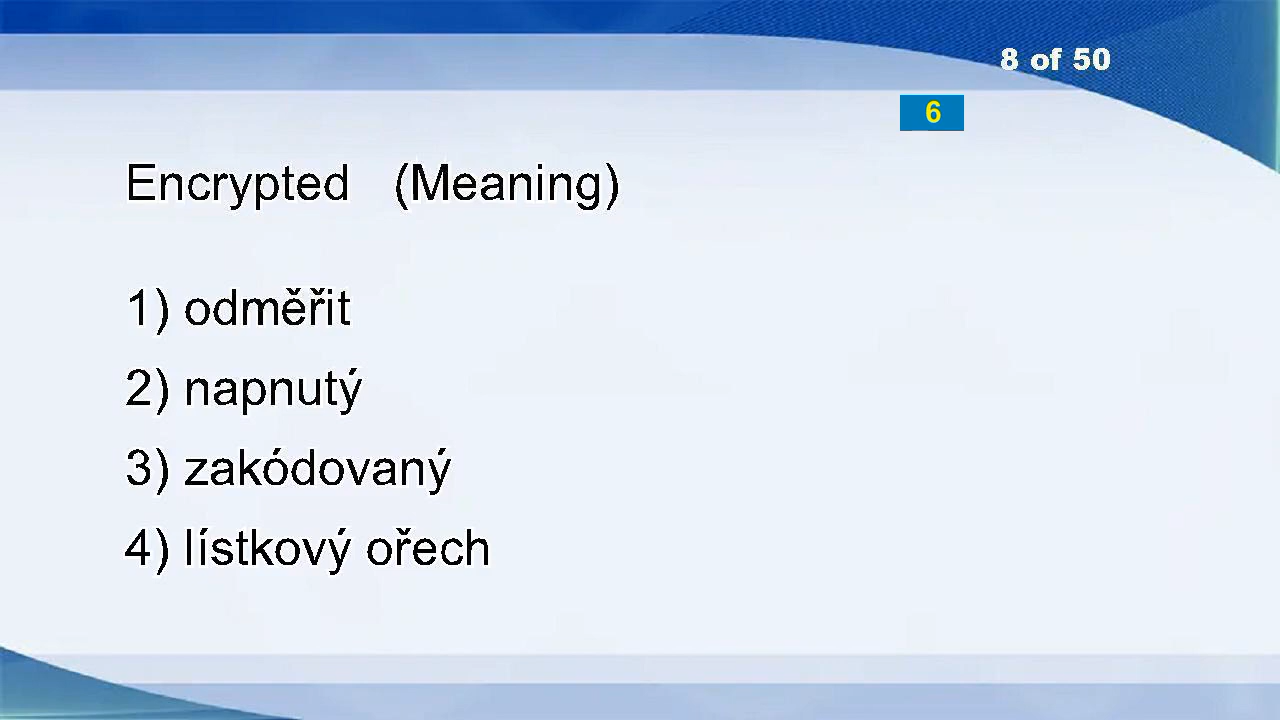 8 of 50
6
Encrypted (Meaning)
1) odměřit
2) napnutý
3) zakódovaný
4) lístkový ořech